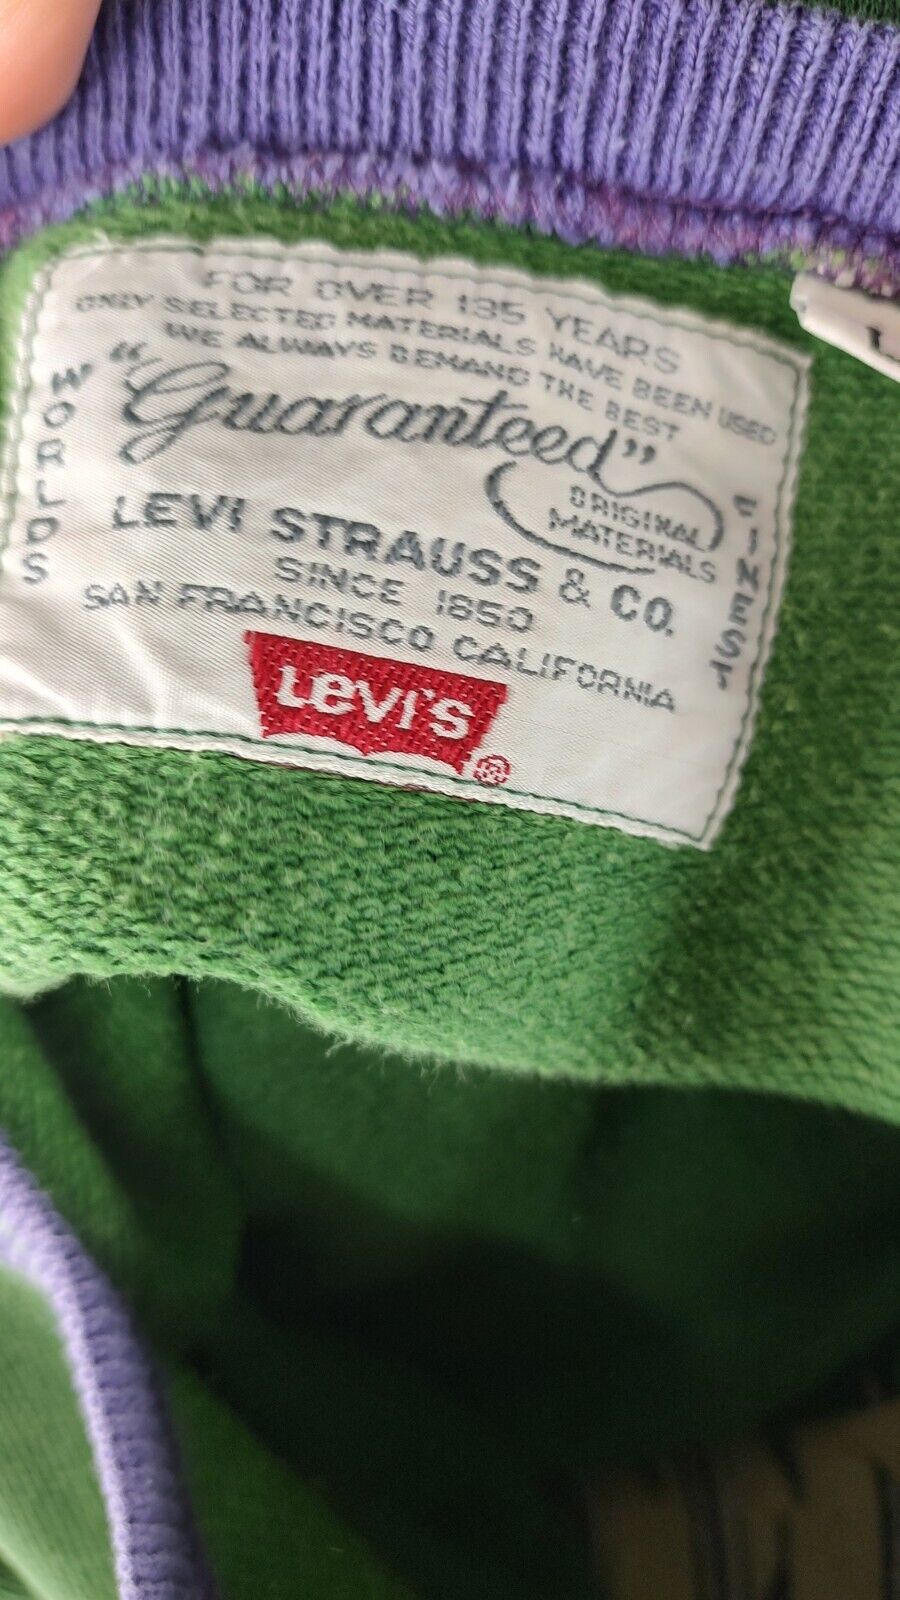 FOR OVER 135 YEARS
ONLY SELECTED MATERIALS HAVE BEEN USED
WE ALWAYS DEMAND THE BEST
"Guaranteed"
ORIGINAL
MATERIALS
WORLDS
FINEST
LEVI STRAUSS & CO.
SINCE 1850
SAN FRANCISCO CALIFORNIA
Levi's ®